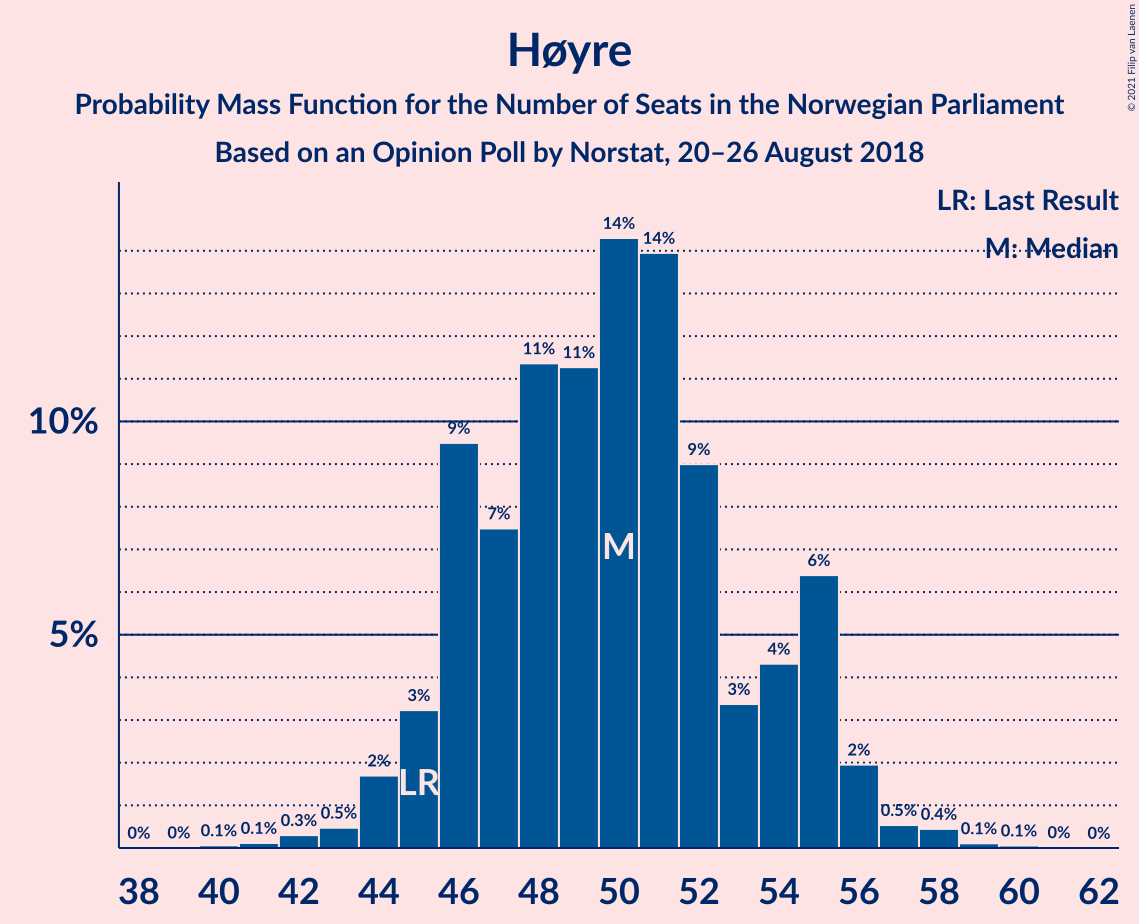 Høyre
Probability Mass Function for the Number of Seats in the Norwegian Parliament
Based on an Opinion Poll by Norstat, 20–26 August 2018
© 2021 Filip van Laenen
LR: Last Result
M: Median
10%
5%
0% 0% 0.1% 0.1% 0.3% 0.5% 2% 3% 9% 7% 11% 11% 14% 14% 9% 3% 4% 6% 2% 0.5% 0.4% 0.1% 0.1% 0% 0%
LR
M
38 40 42 44 46 48 50 52 54 56 58 60 62